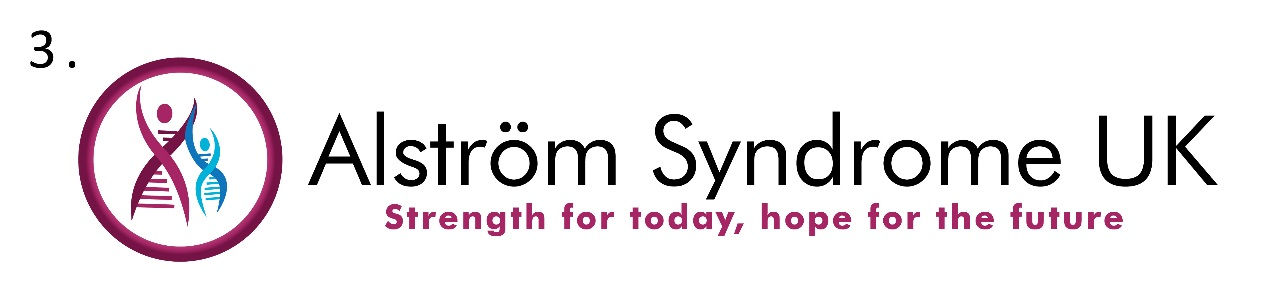 3.
Alström Syndrome UK
Strength for today, hope for the future